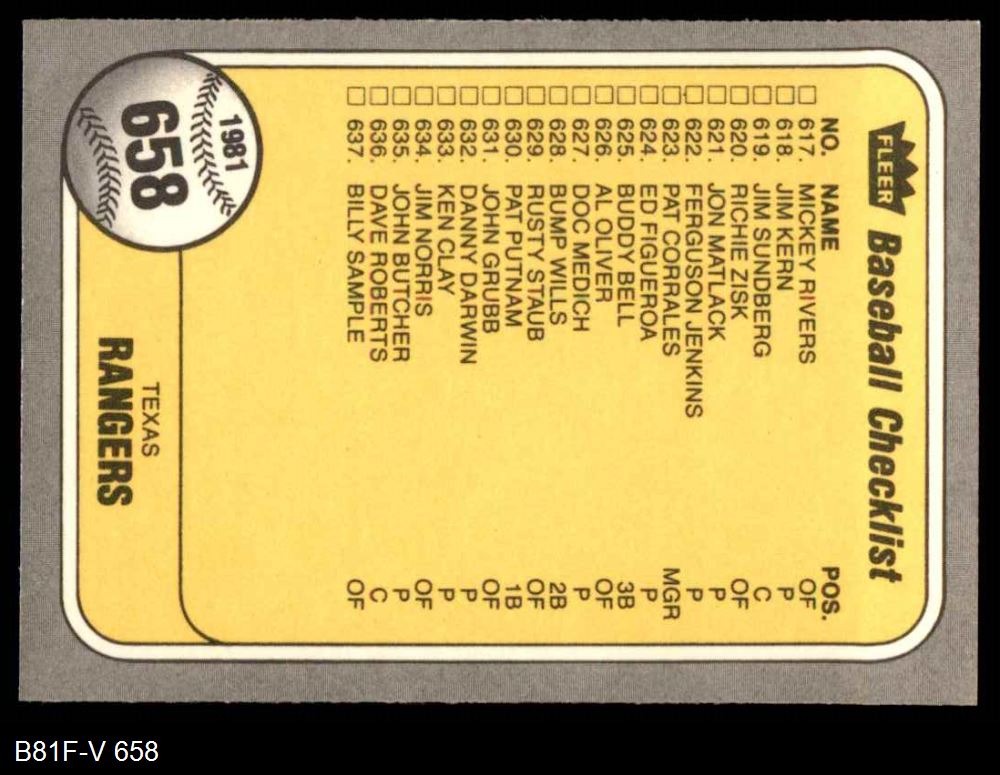 FLEER Baseball Checklist
NO. NAME POS.
617. MICKEY RIVERS OF
618. JIM KERN P
619. JIM SUNDBERG C
620. RICHIE ZISK OF
621. JON MATLACK
622. FERGUSON JENKINS
623. PAT CORRALES MGR
624. ED FIGUEROA P
625. BUDDY BELL 3B
626. AL OLIVER OF
627. DOC MEDICH P
628. BUMP WILLS 2B
629. RUSTY STAUB OF
630. PAT PUTNAM 1B
631. JOHN GRUBB OF
632. DANNY DARWIN P
633. KEN CLAY P
634. JIM NORRIS OF
635. JOHN BUTCHER P
636. DAVE ROBERTS C
637. BILLY SAMPLE OF
1981
658
TEXAS
RANGERS
B81F-V 658